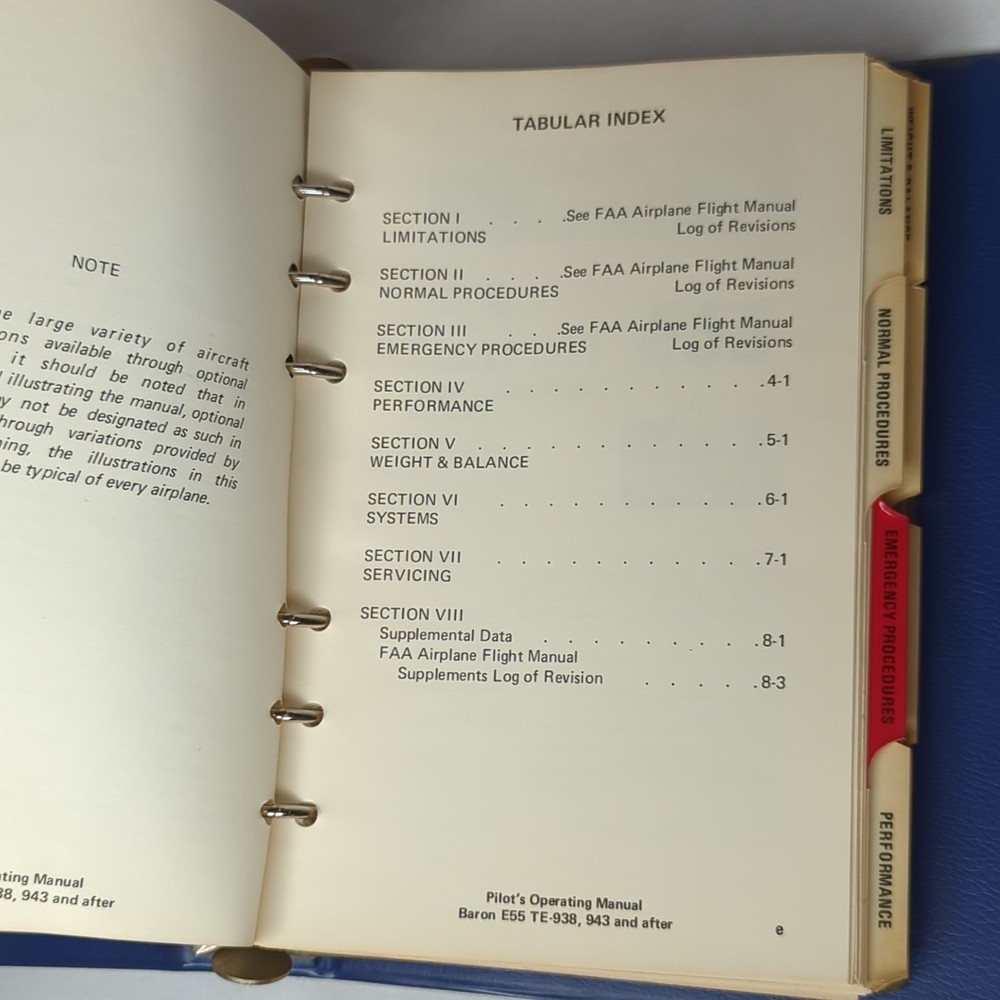 NOTE
large variety of aircraft
available through optional
it should be noted that in
illustrating the manual, optional
not be designated as such in
through variations provided by
the illustrations in this
be typical of every airplane.
Manual
943 and after
TABULAR INDEX
SECTION I . . . .See FAA Airplane Flight Manual
LIMITATIONS Log of Revisions
SECTION II . . . .See FAA Airplane Flight Manual
NORMAL PROCEDURES Log of Revisions
SECTION III . . .See FAA Airplane Flight Manual
EMERGENCY PROCEDURES Log of Revisions
SECTION IV . . . . . . . . . . .4-1
PERFORMANCE
SECTION V . . . . . . . . . . . .5-1
WEIGHT & BALANCE
SECTION VI . . . . . . . . . . .6-1
SYSTEMS
SECTION VII . . . . . . . . . . .7-1
SERVICING
SECTION VIII
Supplemental Data . . . . . . . . .8-1
FAA Airplane Flight Manual
Supplements Log of Revision . . . . .8-3
Pilot's Operating Manual
Baron E55 TE-938, 943 and after
e
LIMITATIONS
WEIGHT & BALANCE
NORMAL PROCEDURES
EMERGENCY PROCEDURES
PERFORMANCE